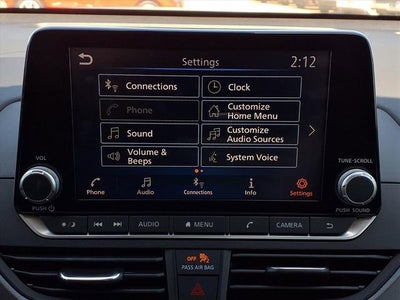 Settings
2:12
Connections
Clock
Phone
Customize
Home Menu
Sound
Customize
Audio Sources
Volume &
Beeps
System Voice
Phone
Audio
Connections
Info
Settings
VOL
TUNE·SCROLL
PUSH
PUSH SOUND
AUDIO
MENU
CAMERA
OFF
PASS AIR BAG